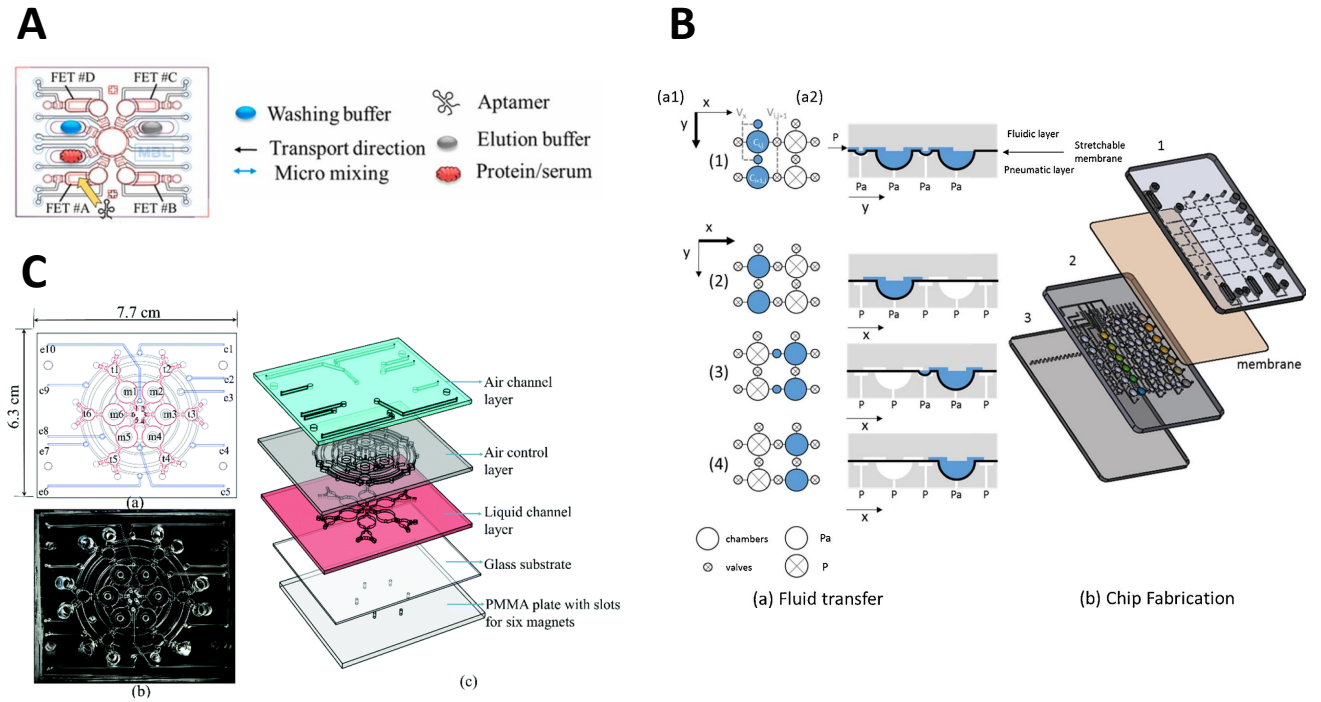 A
FET #D
FET #C
MBL
FET #A
FET #B
Washing buffer
Transport direction
Micro mixing
Aptamer
Elution buffer
Protein/serum
B
(a1)
x
y
(a2)
Vx
(1)
P
Fluidic layer
Stretchable
membrane
Pneumatic layer
Pa Pa Pa Pa
y
x
y
(2)
P Pa P P P
x
(3)
P P Pa Pa P
x
(4)
P P P Pa P
x
chambers
Pa
valves
P
(a) Fluid transfer
1
2
3
membrane
(b) Chip Fabrication
C
7.7 cm
6.3 cm
e10
c1
t1
t2
c2
e9
m1
m2
c3
t6
m6
m3
t3
e8
m5
m4
e7
c4
t5
t4
e6
c5
(a)
(b)
Air channel
layer
Air control
layer
Liquid channel
layer
Glass substrate
PMMA plate with slots
for six magnets
(c)